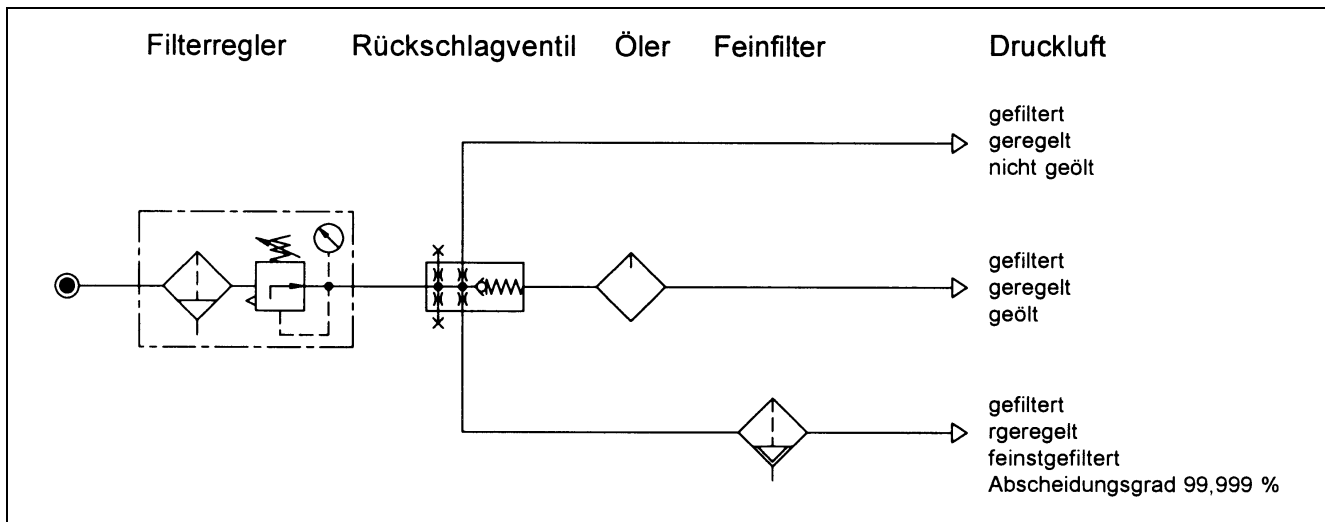 Filterregler Rückschlagventil Öler Feinfilter Druckluft
gefiltert
geregelt
nicht geölt
gefiltert
geregelt
geölt
gefiltert
rgeregelt
feinstgefiltert
Abscheidungsgrad 99,999 %